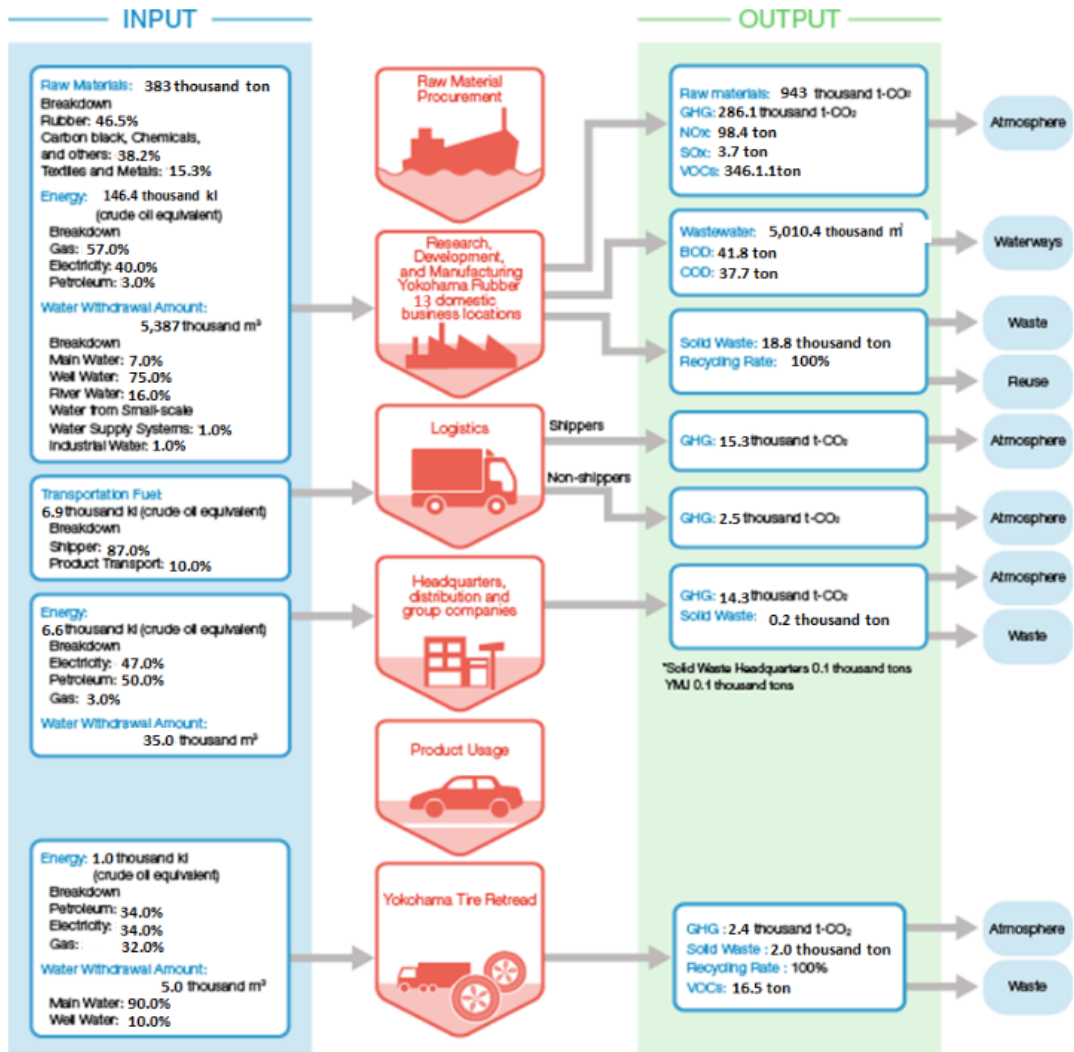 INPUT
OUTPUT
Raw Materials: 383 thousand ton
Breakdown
Rubber: 46.5%
Carbon black, Chemicals,
and others: 38.2%
Textiles and Metals: 15.3%
Energy: 146.4 thousand kl
(crude oil equivalent)
Breakdown
Gas: 57.0%
Electricity: 40.0%
Petroleum: 3.0%
Water Withdrawal Amount:
5,387 thousand m³
Breakdown
Main Water: 7.0%
Well Water: 75.0%
River Water: 16.0%
Water from Small-scale
Water Supply Systems: 1.0%
Industrial Water: 1.0%
Transportation Fuel:
6.9 thousand kl (crude oil equivalent)
Breakdown
Shipper: 87.0%
Product Transport: 10.0%
Energy:
6.6 thousand kl (crude oil equivalent)
Breakdown
Electricity: 47.0%
Petroleum: 50.0%
Gas: 3.0%
Water Withdrawal Amount:
35.0 thousand m³
Energy: 1.0 thousand kl
(crude oil equivalent)
Breakdown
Petroleum: 34.0%
Electricity: 34.0%
Gas: 32.0%
Water Withdrawal Amount:
5.0 thousand m³
Main Water: 90.0%
Well Water: 10.0%
Raw Material
Procurement
Research,
Development,
and Manufacturing
Yokohama Rubber
13 domestic
business locations
Logistics
Shippers
Non-shippers
Headquarters,
distribution and
group companies
Product Usage
Yokohama Tire Retread
Raw materials: 943 thousand t-CO₂
GHG: 286.1 thousand t-CO₂
NOx: 98.4 ton
SOx: 3.7 ton
VOCs: 346.1.1ton
Wastewater: 5,010.4 thousand ㎡
BOD: 41.8 ton
COD: 37.7 ton
Solid Waste: 18.8 thousand ton
Recycling Rate: 100%
GHG: 15.3 thousand t-CO₂
GHG: 2.5 thousand t-CO₂
GHG: 14.3 thousand t-CO₂
Solid Waste: 0.2 thousand ton
*Solid Waste Headquarters 0.1 thousand tons
YMJ 0.1 thousand tons
GHG : 2.4 thousand t-CO₂
Solid Waste : 2.0 thousand ton
Recycling Rate : 100%
VOCs: 16.5 ton
Atmosphere
Waterways
Waste
Reuse
Atmosphere
Atmosphere
Atmosphere
Waste
Atmosphere
Waste